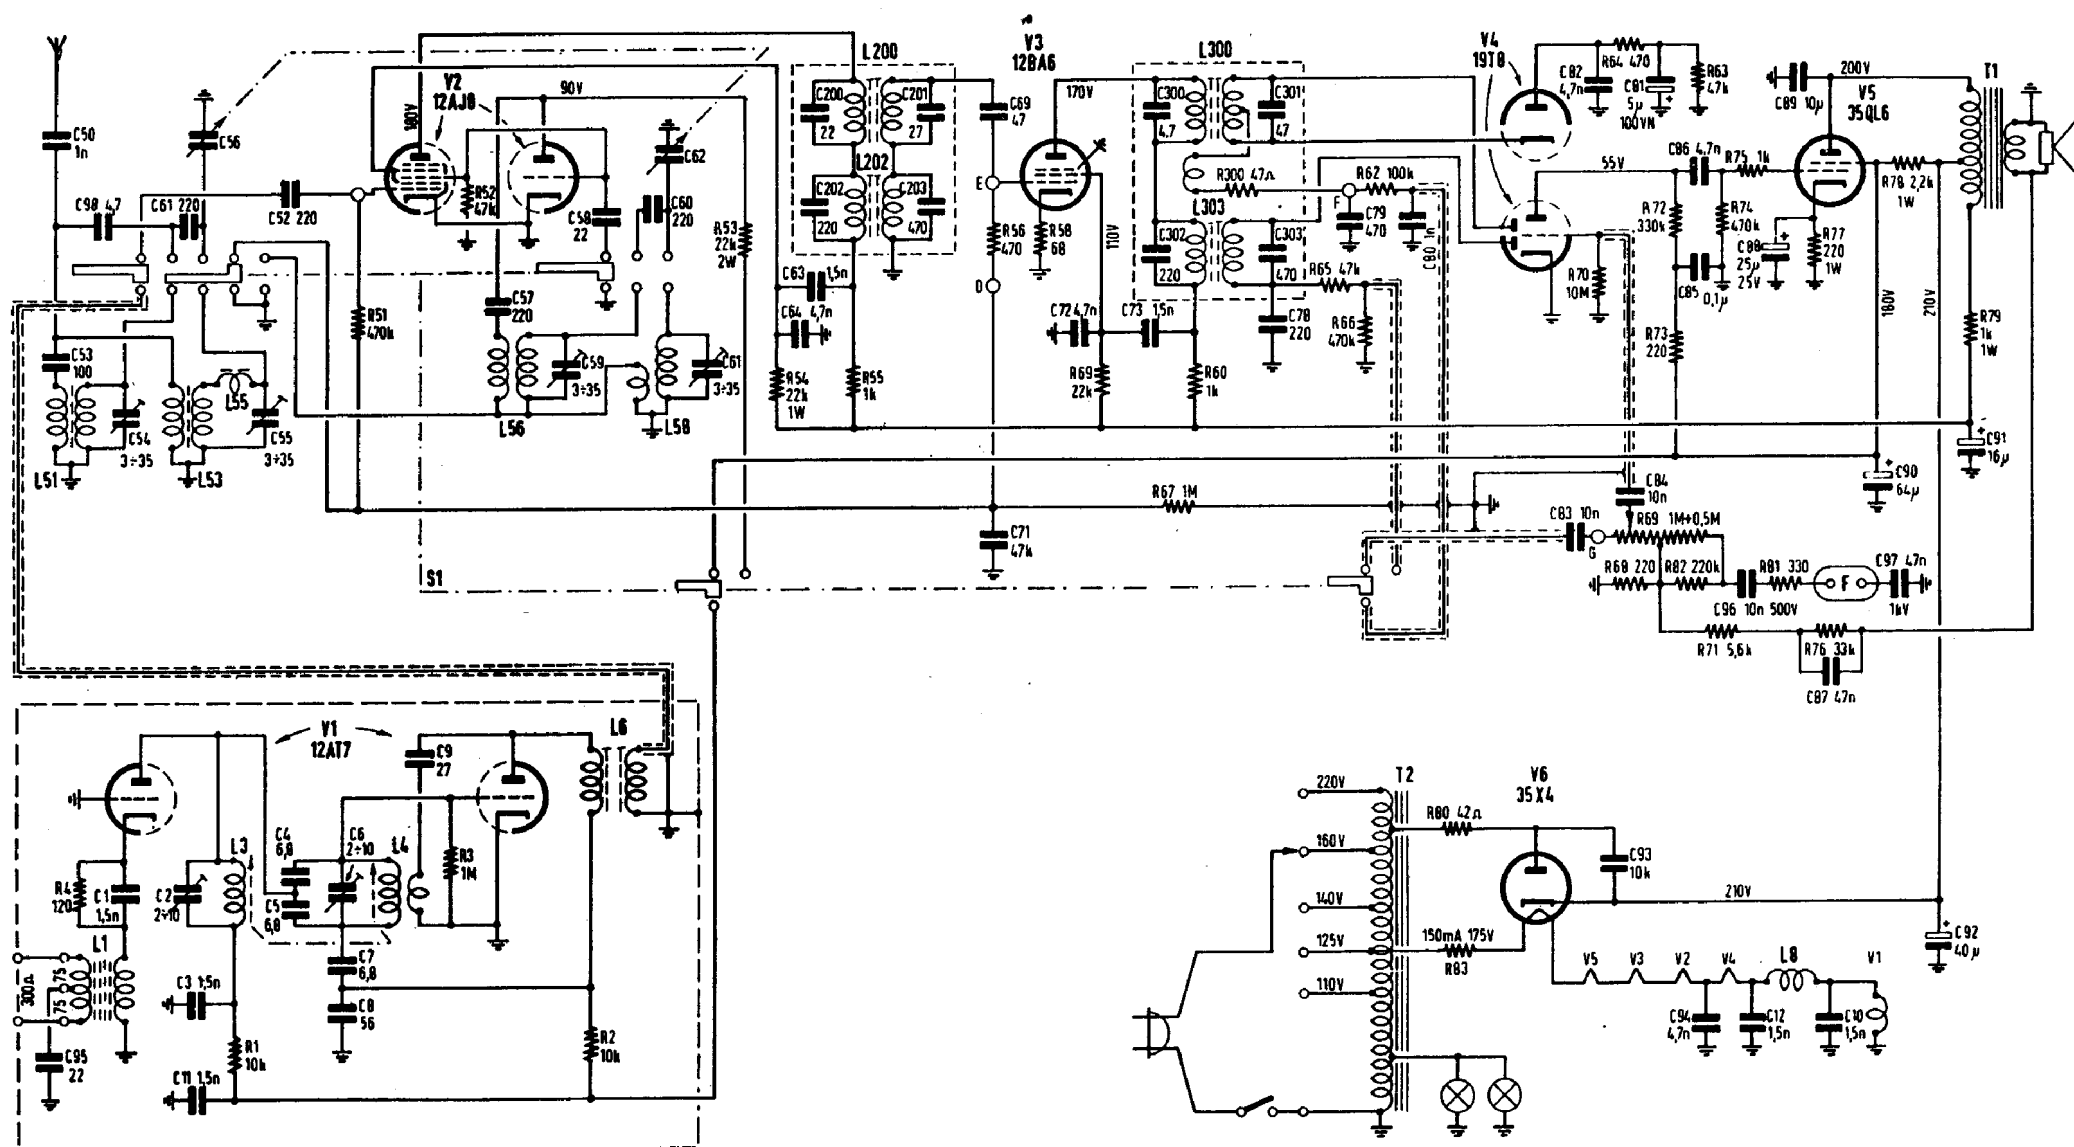 C50
1n
C56
V2
12AJ8
180V
90V
C98 4,7
C61 220
C52 220
R52
47k
C58
22
C60
220
C62
R53
22k
2W
R51
470k
C57
220
C53
100
L55
C54
3÷35
C55
3÷35
L51
L53
C59
3÷35
C61
3÷35
L56
L58
L200
C200
22
C201
27
L202
C202
220
C203
470
C63
1,5n
C64 4,7n
R54
22k
1W
R55
1k
C69
47
V3
12BA6
170V
E
R56
470
D
R58
68
110V
C72 4,7n
C73 1,5n
R69
22k
R60
1k
L300
C300
4,7
C301
47
R300 47Ω
L303
C302
220
C303
470
R62 100k
F
C79
470
C80 1n
R65 47k
C78
220
R66
470k
V4
19T8
C82
4,7n
R64 470
C81
5µ
100VN
R63
47k
C89 10µ
200V
V5
35QL6
T1
55V
C86 4,7n
R75 1k
R78 2,2k
1W
R72
330k
R74
470k
C88
25µ
25V
R77
220
1W
R70
10M
C85
0,1µ
R73
220
180V
210V
R79
1k
1W
C91
16µ
C90
64µ
R67 1M
C71
47k
S1
C84
10n
C83 10n
G
R69 1M+0,5M
R68 220
R82 220k
R81 330
F
C97 47n
1kV
C96 10n 500V
R71 5,6k
R76 33k
C87 47n
V1
12AT7
L6
C9
27
R4
120
C1
1,5n
C2
2÷10
L3
C4
6,8
C5
6,8
C6
2÷10
L4
R3
1M
L1
300Ω
75
75
C3 1,5n
C7
6,8
C8
56
R1
10k
R2
10k
C95
22
C11 1,5n
T2
220V
160V
140V
125V
110V
R80 42Ω
V6
35X4
C93
10k
210V
150mA 175V
R83
C92
40µ
V5
V3
V2
V4
L8
V1
C94
4,7n
C12
1,5n
C10
1,5n